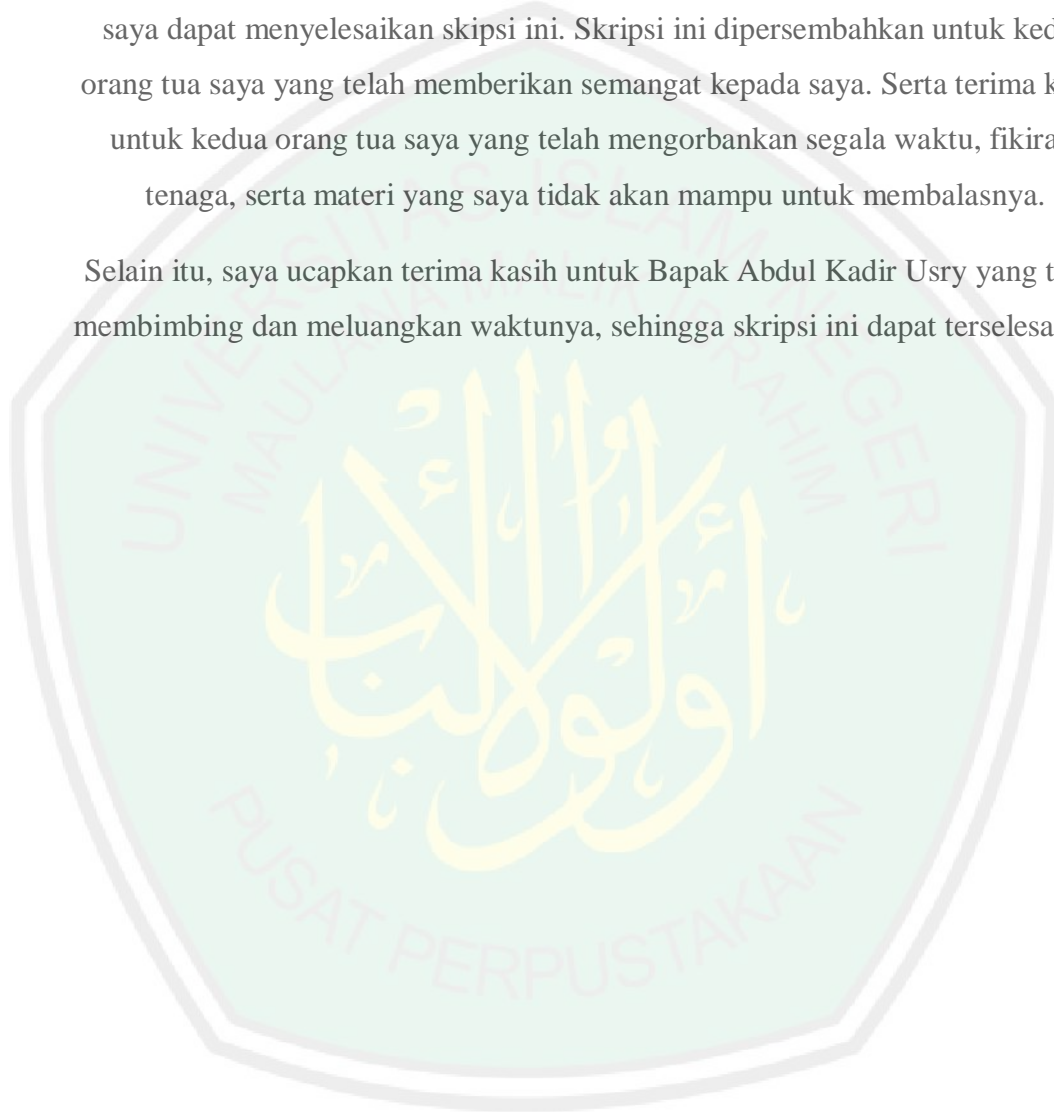 saya dapat menyelesaikan skipsi ini. Skripsi ini dipersembahkan untuk
orang tua saya yang telah memberikan semangat kepada saya. Serta terima
untuk kedua orang tua saya yang telah mengorbankan segala waktu,
tenaga, serta materi yang saya tidak akan mampu untuk membalasnya.
Selain itu, saya ucapkan terima kasih untuk Bapak Abdul Kadir Usry yang
membimbing dan meluangkan waktunya, sehingga skripsi ini dapat
UNIVERSITAS ISLAM NEGERI
MAULANA MALIK IBRAHIM
PUSAT PERPUSTAKAAN